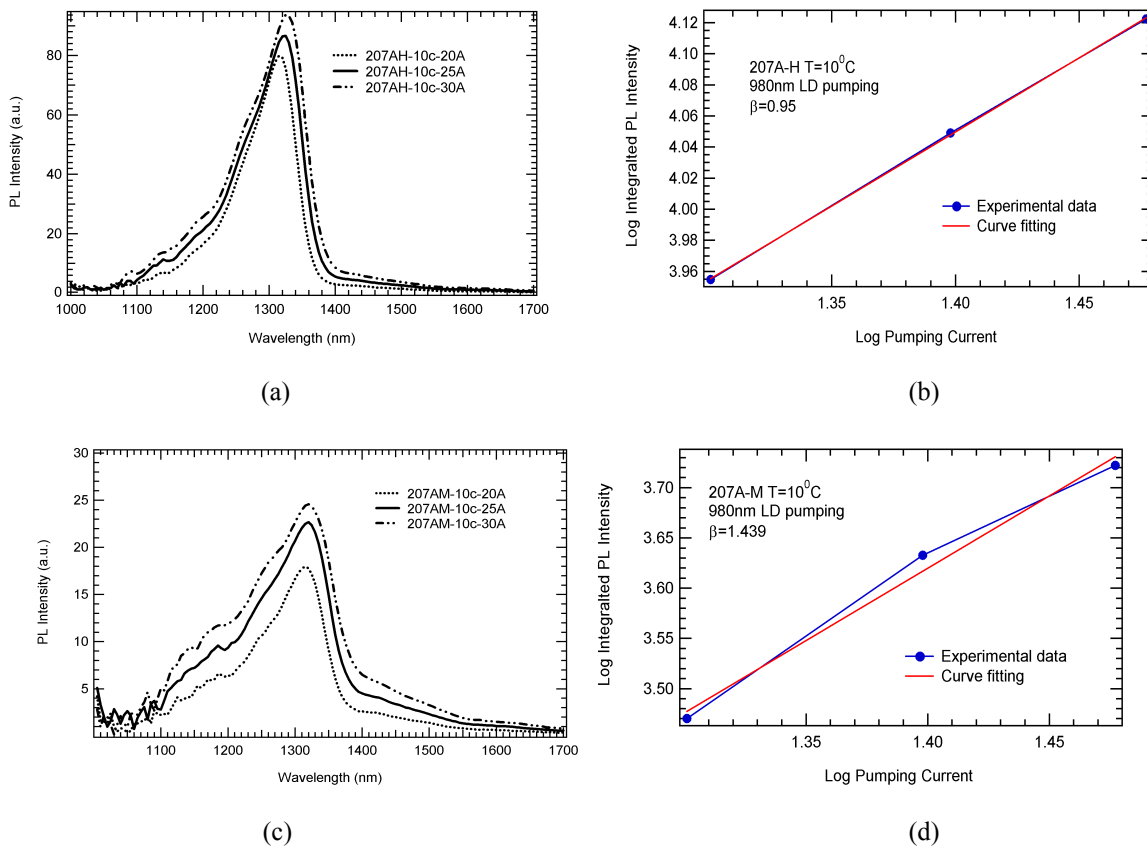 80
60
40
20
0
1000
1100
1200
1300
1400
1500
1600
1700
PL Intensity (a.u.)
Wavelength (nm)
207AH-10c-20A
207AH-10c-25A
207AH-10c-30A
(a)
4.12
4.10
4.08
4.06
4.04
4.02
4.00
3.98
3.96
1.35
1.40
1.45
Log Integralted PL Intensity
Log Pumping Current
207A-H T=10⁰C
980nm LD pumping
β=0.95
Experimental data
Curve fitting
(b)
30
25
20
15
10
5
1100
1200
1300
1400
1500
1600
1700
PL Intensity (a.u.)
Wavelength (nm)
207AM-10c-20A
207AM-10c-25A
207AM-10c-30A
(c)
3.70
3.65
3.60
3.55
3.50
1.35
1.40
1.45
Log Integralted PL Intensity
Log Pumping Current
207A-M T=10⁰C
980nm LD pumping
β=1.439
Experimental data
Curve fitting
(d)